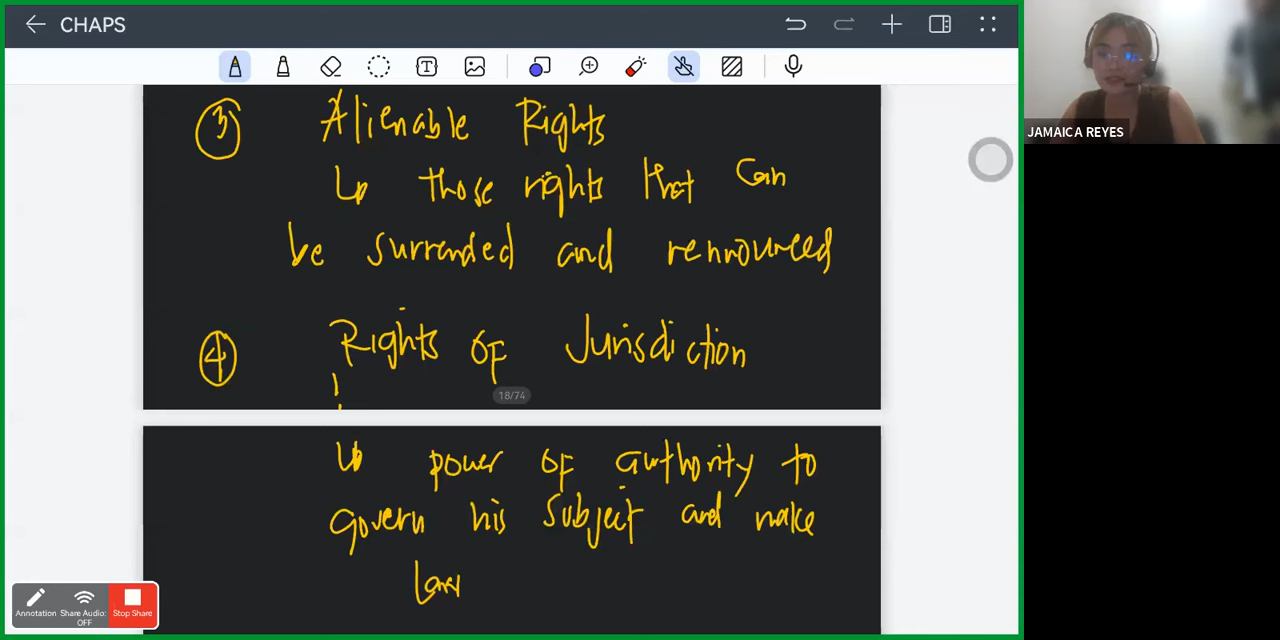 CHAPS
JAMAICA REYES
3 Alienable Rights
↳ those rights that can
be surrended and rennounced
4 Rights of Jurisdiction
18/74
↳ power of authority to
govern his subject and make
law
Annotation
Share Audio: OFF
Stop Share